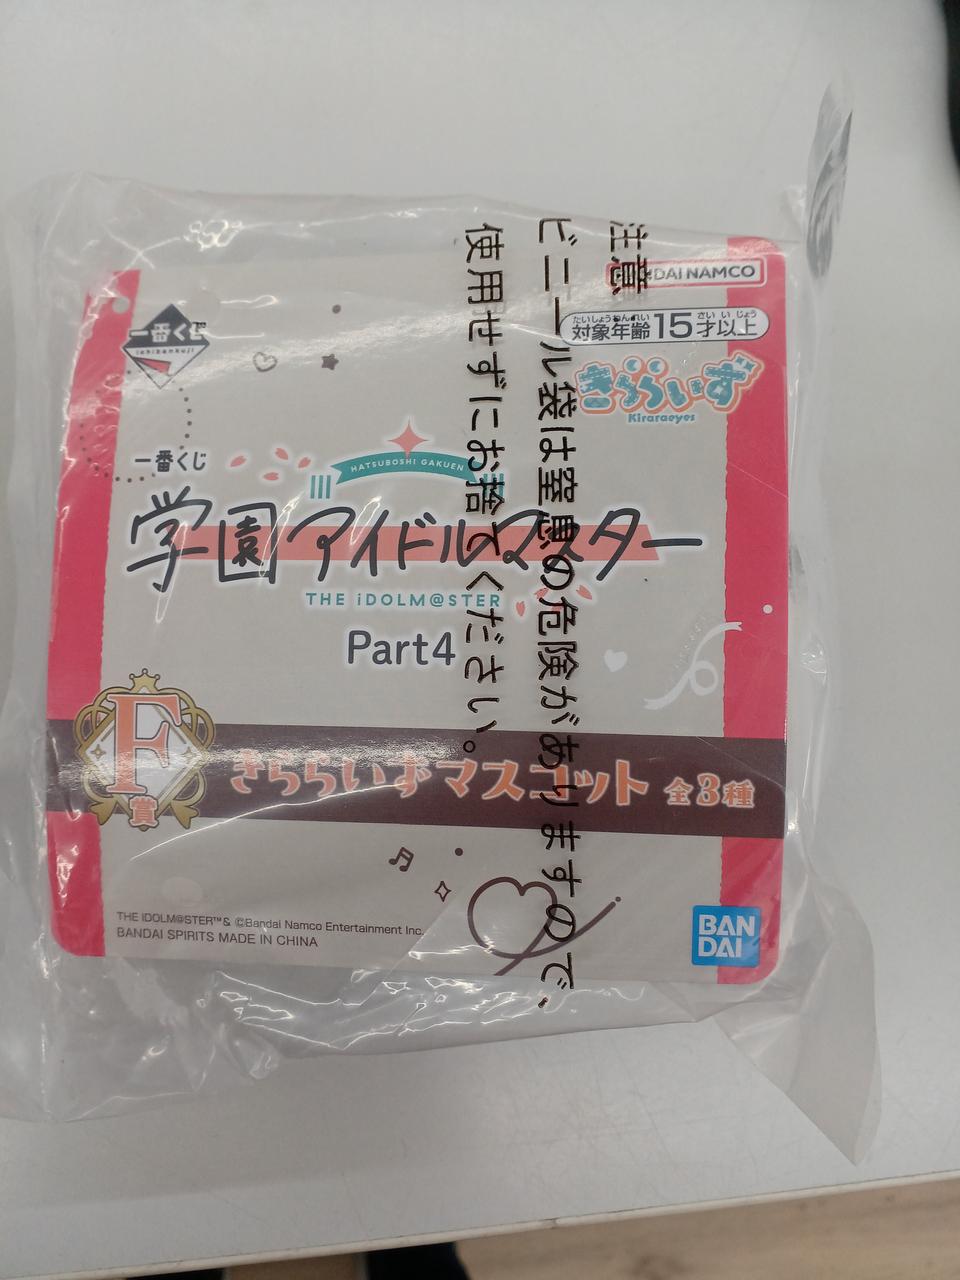 注意
ビニール袋は窒息の危険がありますので、
使用せずにお捨てください。
BANDAI NAMCO
たいしょうねんれい さいいじょう
対象年齢15才以上
一番くじ
ichibankuji
きららいず
Kiraraeyes
一番くじ
HATSUBOSHI GAKUEN
学園アイドルマスター
THE iDOLM@STER
Part4
F賞
きららいずマスコット 全3種
THE IDOLM@STER™& ©Bandai Namco Entertainment Inc.
BANDAI SPIRITS MADE IN CHINA
BAN
DAI